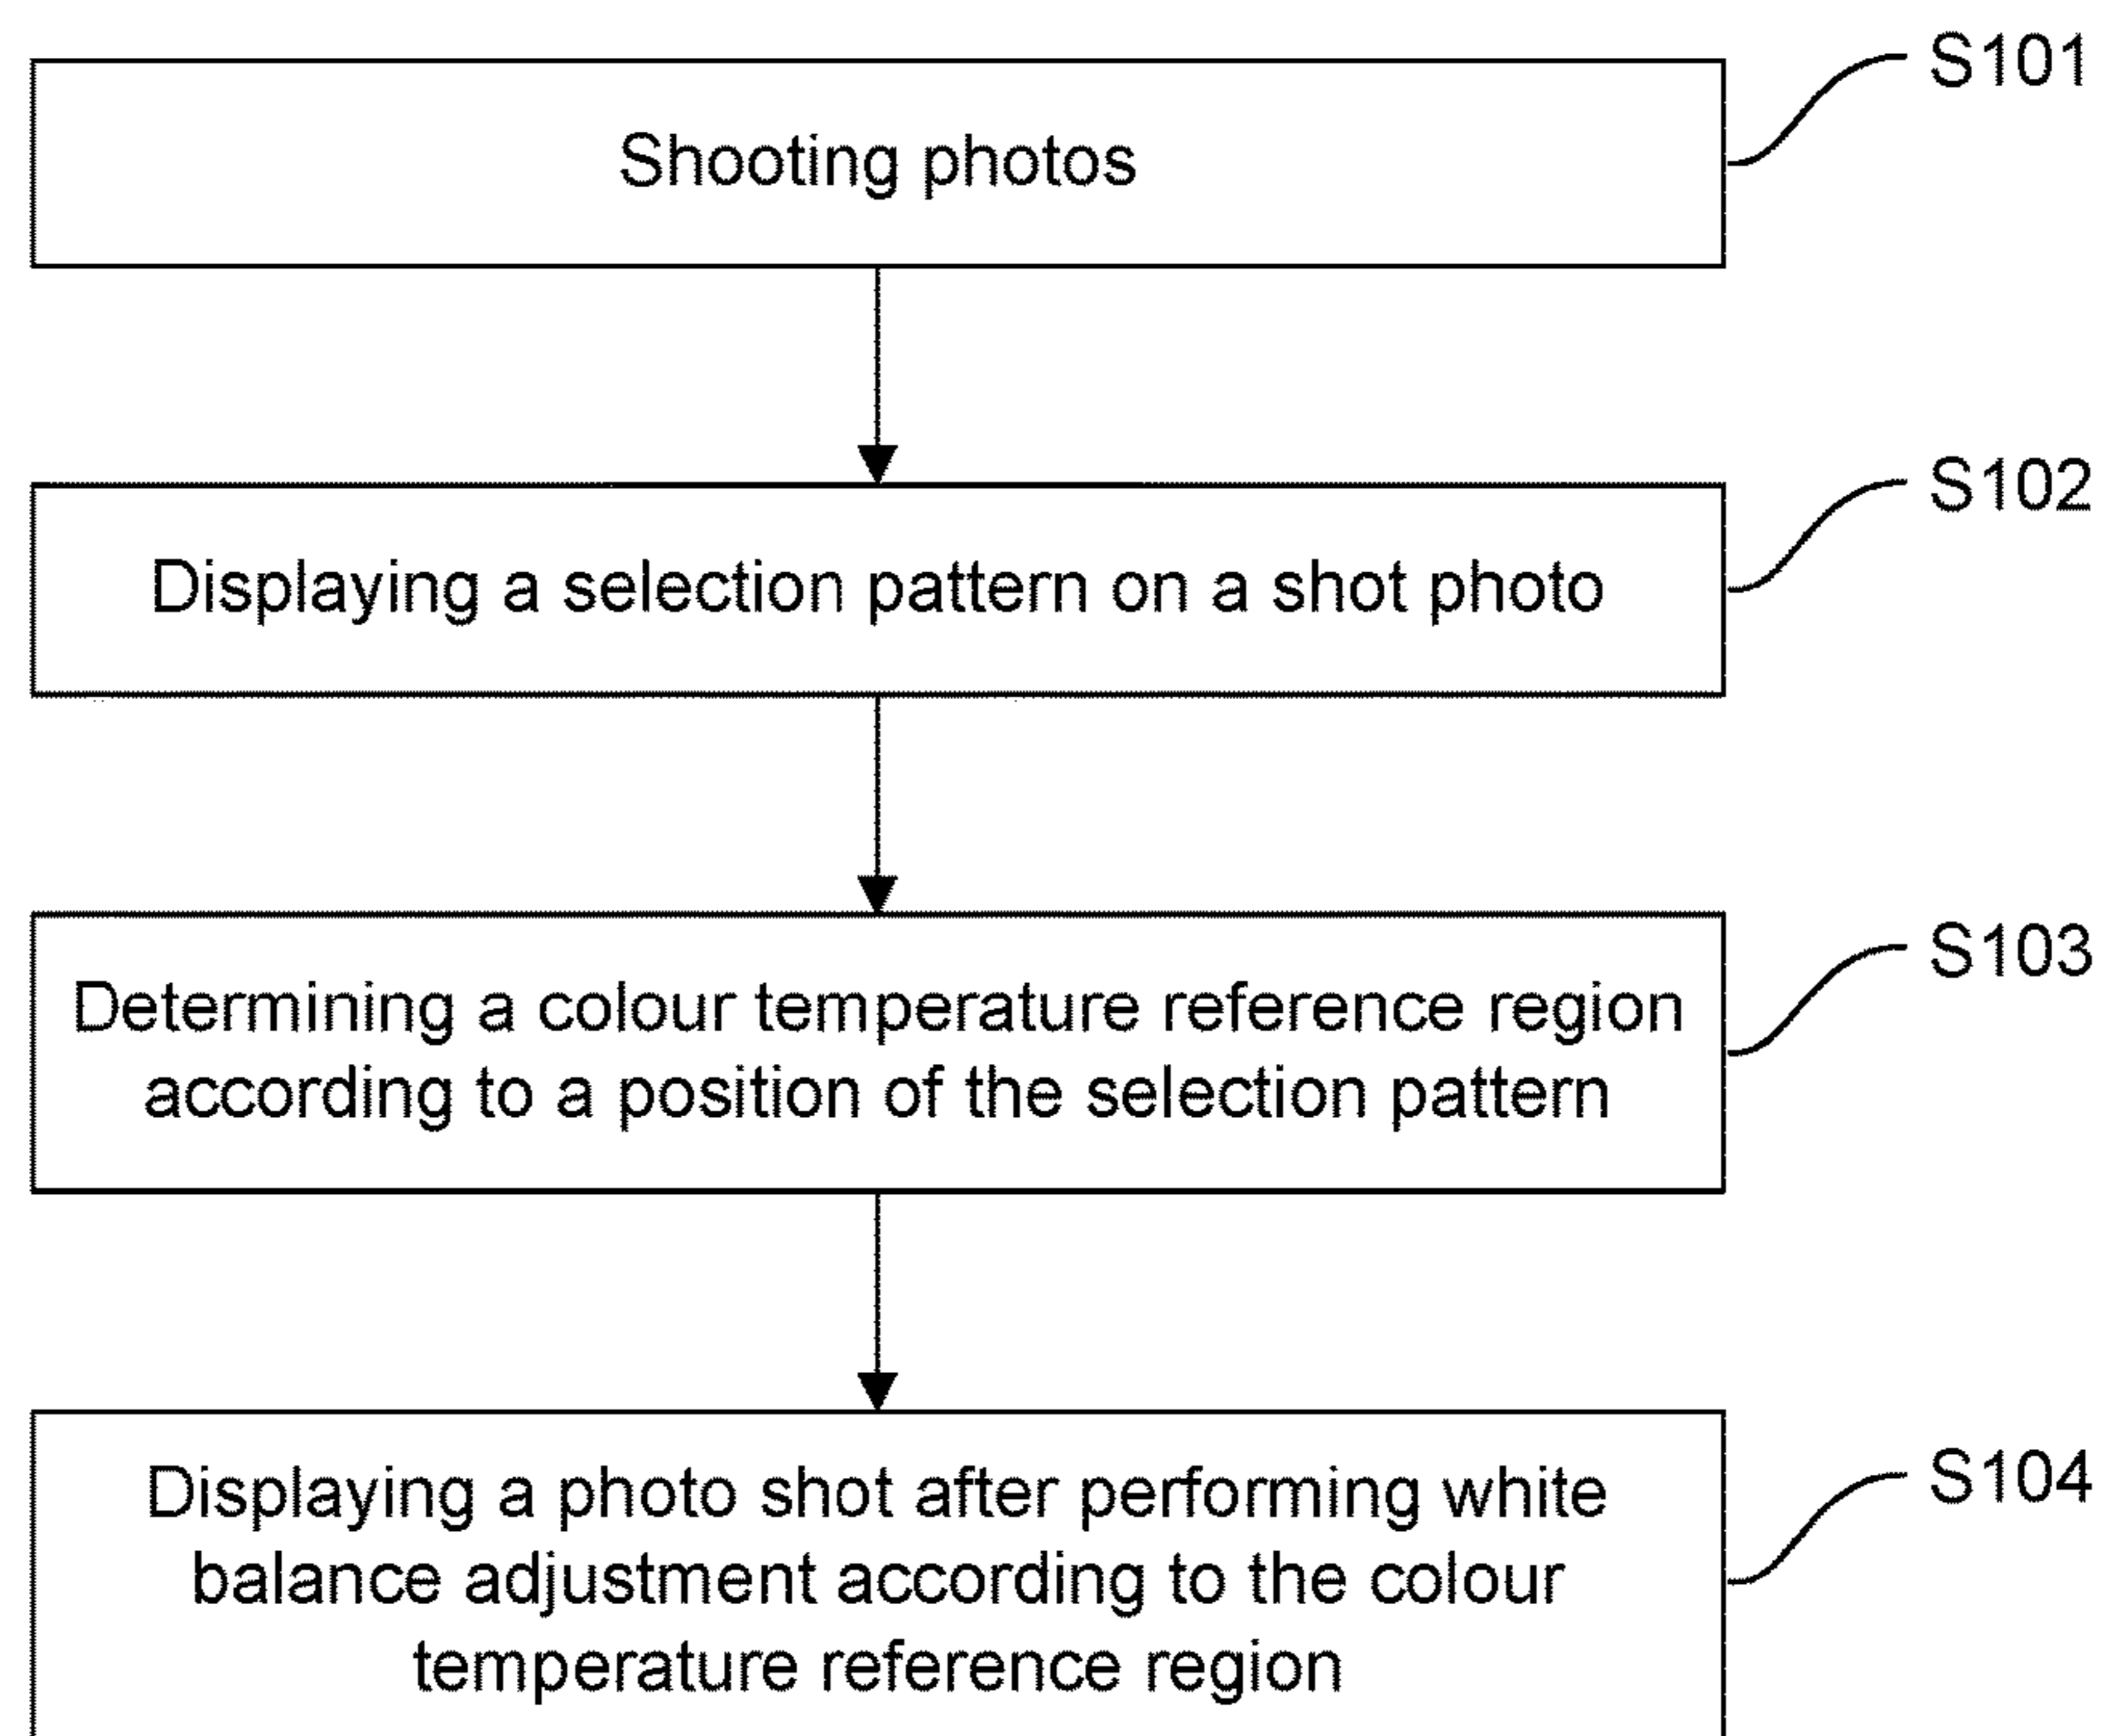 S101
Shooting photos
S102
Displaying a selection pattern on a shot photo
S103
Determining a colour temperature reference region
according to a position of the selection pattern
S104
Displaying a photo shot after performing white
balance adjustment according to the colour
temperature reference region